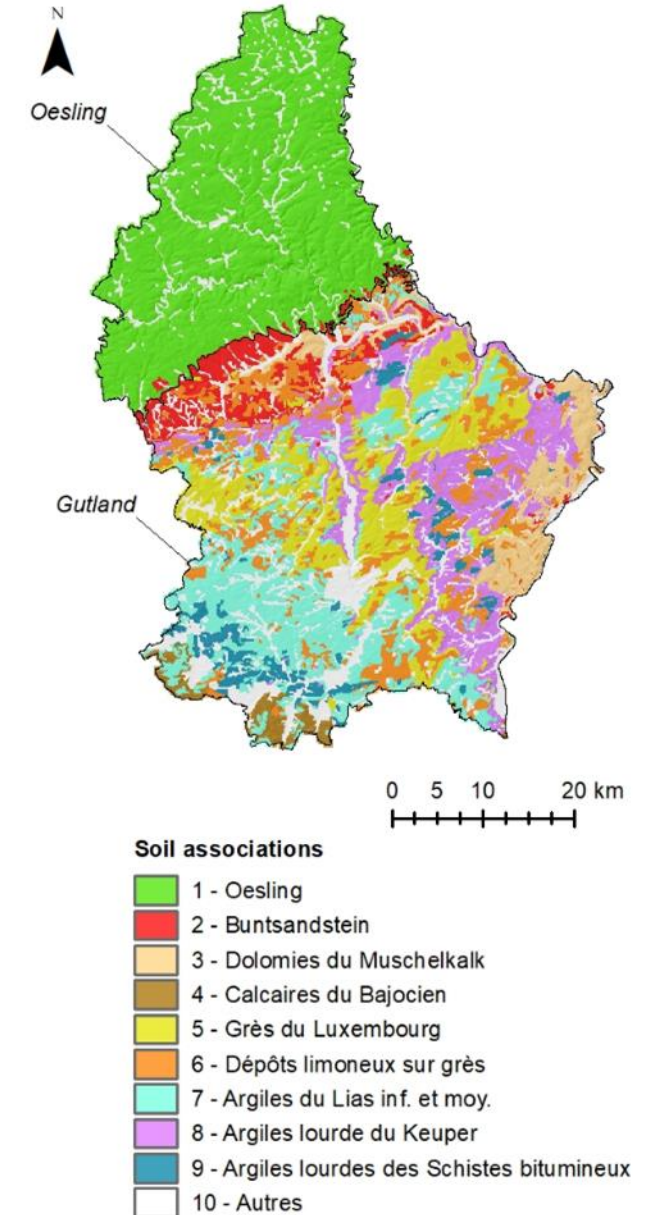 N
Oesling
Gutland
0 5 10 20 km
Soil associations
1 - Oesling
2 - Buntsandstein
3 - Dolomies du Muschelkalk
4 - Calcaires du Bajocien
5 - Grès du Luxembourg
6 - Dépôts limoneux sur grès
7 - Argiles du Lias inf. et moy.
8 - Argiles lourde du Keuper
9 - Argiles lourdes des Schistes bitumineux
10 - Autres